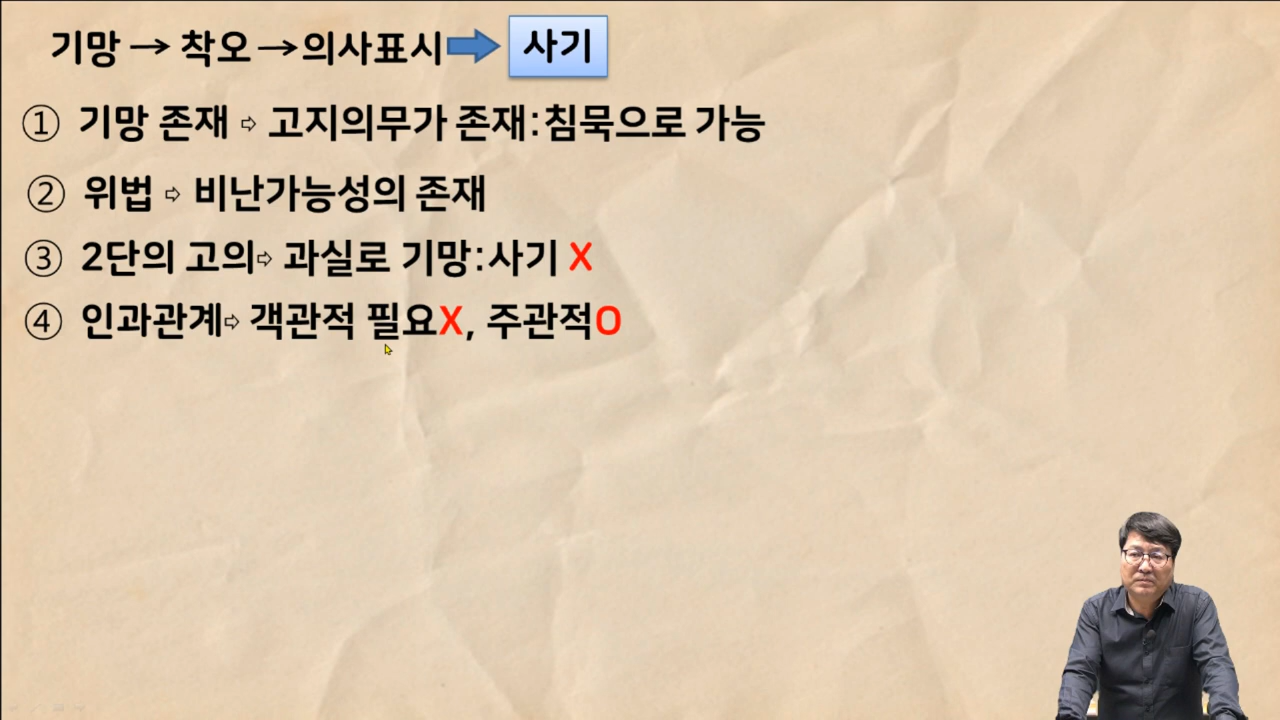 기망 → 착오 → 의사표시 ➡ 사기
① 기망 존재 ⇨ 고지의무가 존재:침묵으로 가능
② 위법 ⇨ 비난가능성의 존재
③ 2단의 고의⇨ 과실로 기망:사기 X
④ 인과관계⇨ 객관적 필요X, 주관적O